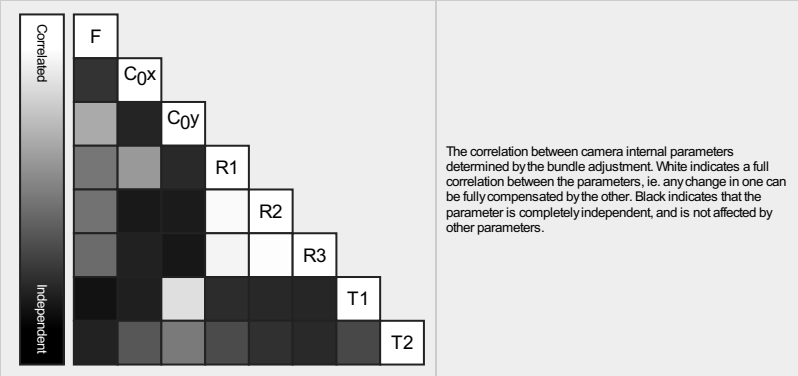 Correlated
Independent
F
C0x
C0y
R1
R2
R3
T1
T2
The correlation between camera internal parameters
determined by the bundle adjustment. White indicates a full
correlation between the parameters, ie. any change in one can
be fully compensated by the other. Black indicates that the
parameter is completely independent, and is not affected by
other parameters.